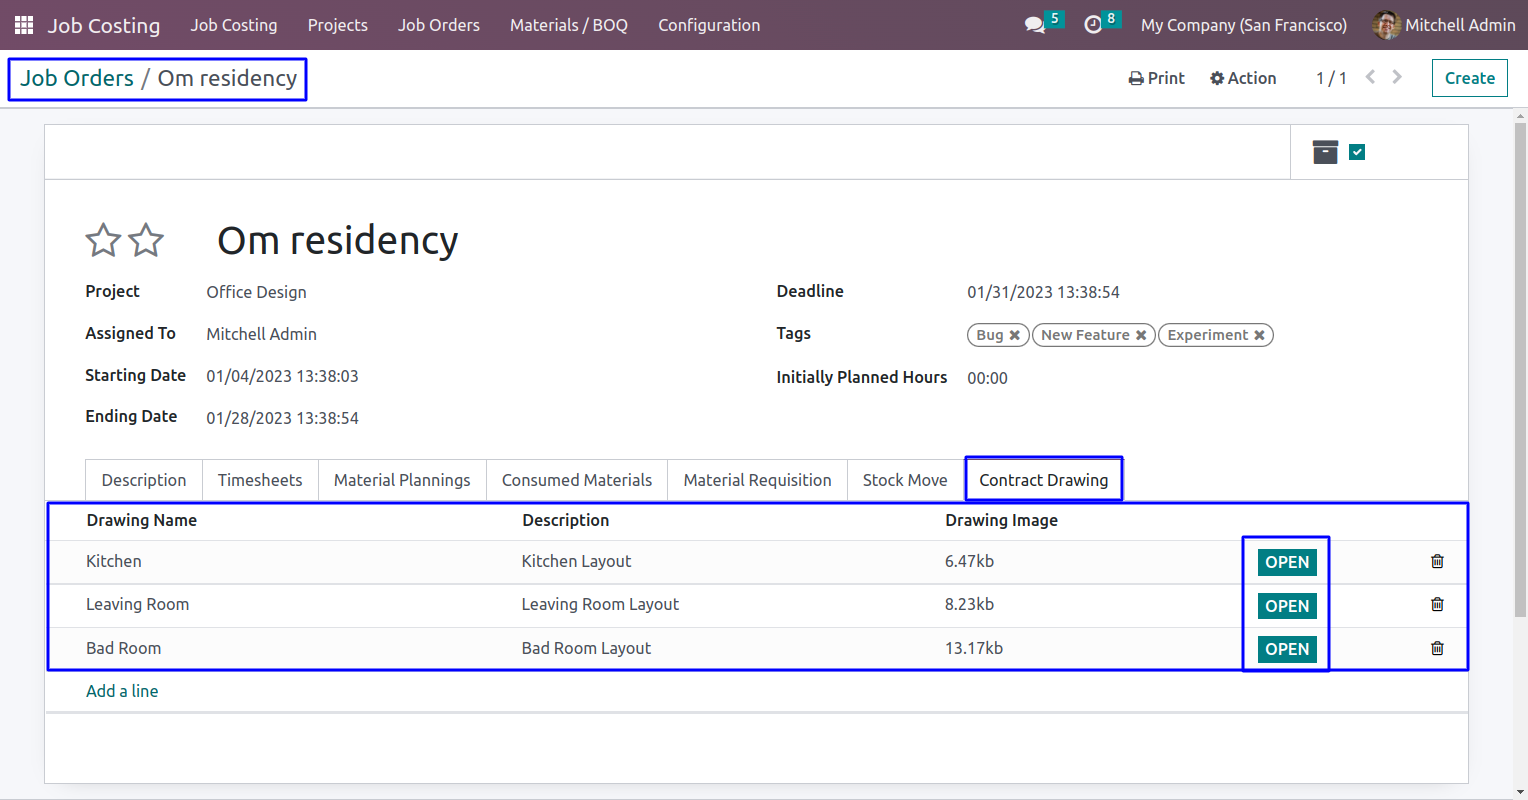 Job Costing Job Costing Projects Job Orders Materials / BOQ Configuration 5 8 My Company (San Francisco) Mitchell Admin
Job Orders / Om residency Print Action 1 / 1 Create
Om residency
Project Office Design Deadline 01/31/2023 13:38:54
Assigned To Mitchell Admin Tags Bug New Feature Experiment
Starting Date 01/04/2023 13:38:03 Initially Planned Hours 00:00
Ending Date 01/28/2023 13:38:54
Description Timesheets Material Plannings Consumed Materials Material Requisition Stock Move Contract Drawing
Drawing Name Description Drawing Image
Kitchen Kitchen Layout 6.47kb OPEN
Leaving Room Leaving Room Layout 8.23kb OPEN
Bad Room Bad Room Layout 13.17kb OPEN
Add a line